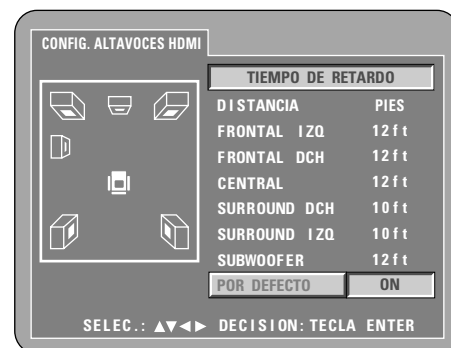 CONFIG. ALTAVOCES HDMI
TIEMPO DE RETARDO
DISTANCIA PIES
FRONTAL IZQ 12ft
FRONTAL DCH 12ft
CENTRAL 12ft
SURROUND DCH 10ft
SURROUND IZQ 10ft
SUBWOOFER 12ft
POR DEFECTO ON
SELEC.: ▲▼◄► DECISION: TECLA ENTER